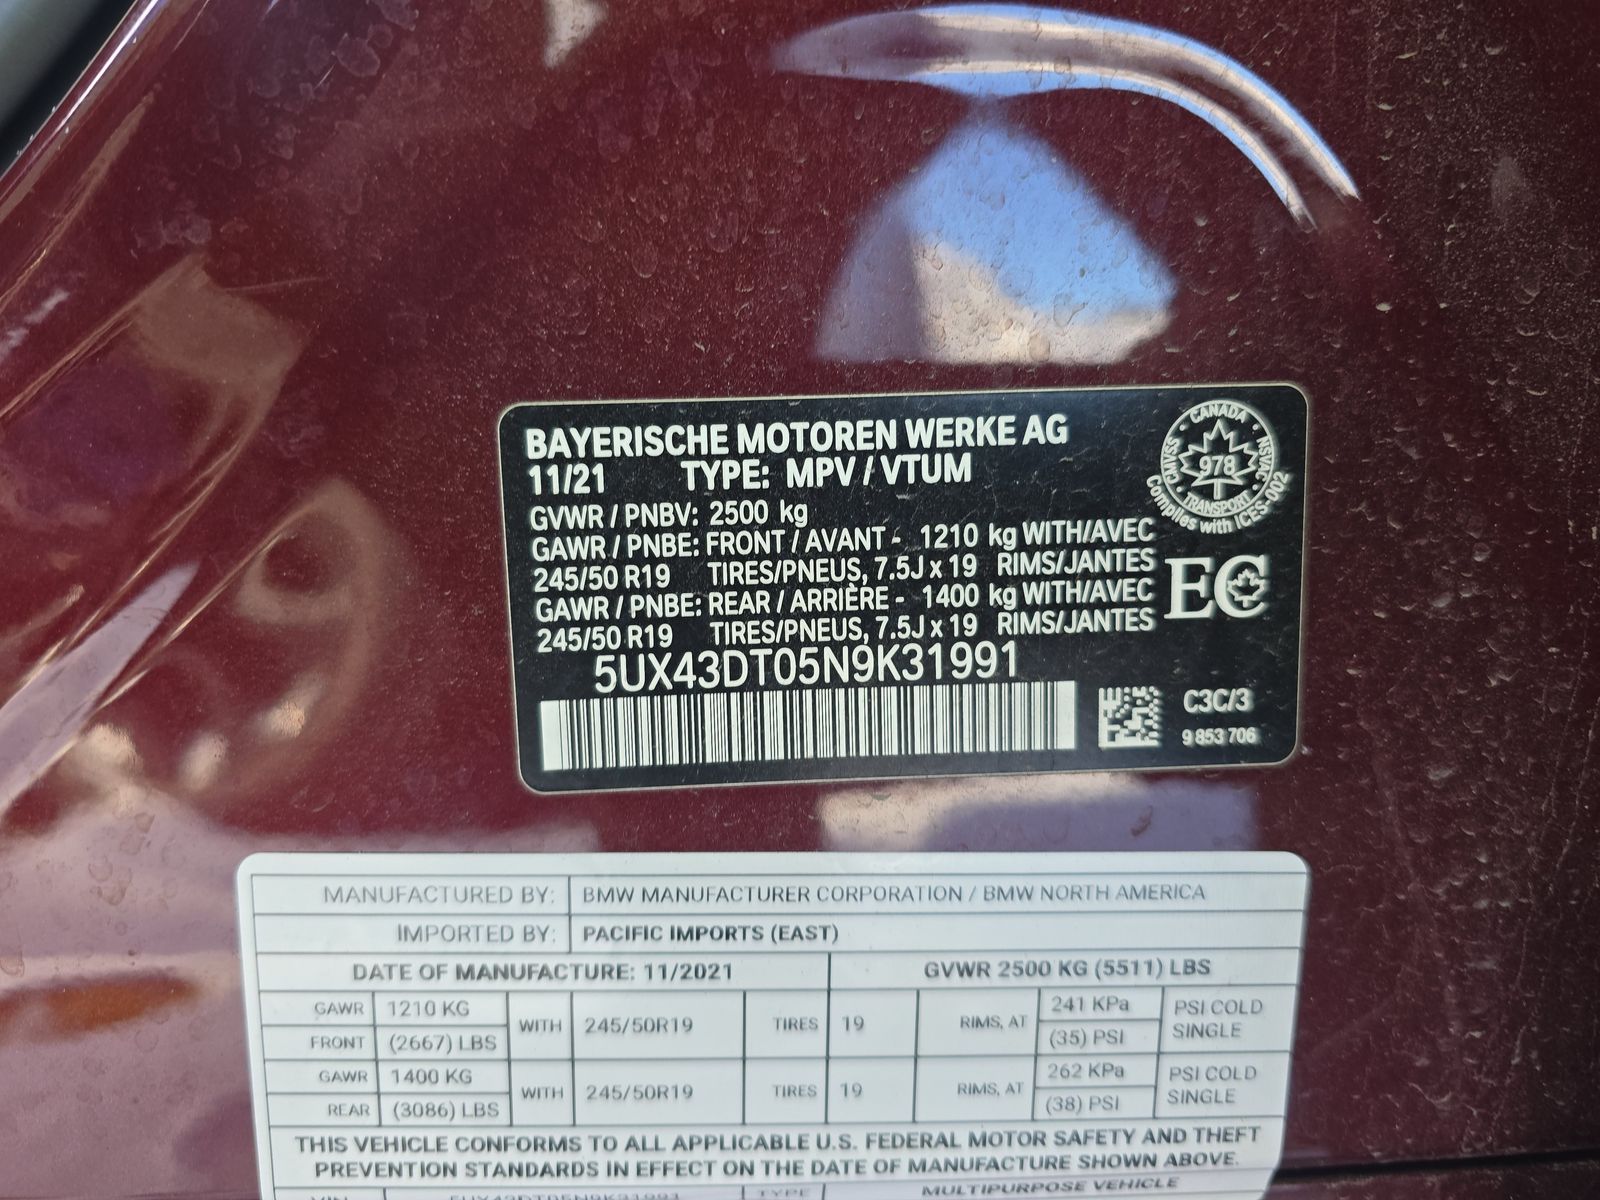 BAYERISCHE MOTOREN WERKE AG
11/21 TYPE: MPV / VTUM
GVWR / PNBV: 2500 kg
GAWR / PNBE: FRONT / AVANT - 1210 kg WITH/AVEC
245/50 R19 TIRES/PNEUS, 7.5J x 19 RIMS/JANTES
GAWR / PNBE: REAR / ARRIÈRE - 1400 kg WITH/AVEC
245/50 R19 TIRES/PNEUS, 7.5J x 19 RIMS/JANTES
5UX43DT05N9K31991
CANADA
CMVSS 978 NSVAC
TRANSPORT
Complies with ICES-002
EC
C3C/3
9 853 706
MANUFACTURED BY: BMW MANUFACTURER CORPORATION / BMW NORTH AMERICA
IMPORTED BY: PACIFIC IMPORTS (EAST)
DATE OF MANUFACTURE: 11/2021 GVWR 2500 KG (5511) LBS
GAWR 1210 KG WITH 245/50R19 TIRES 19 RIMS, AT 241 KPa PSI COLD
FRONT (2667) LBS (35) PSI SINGLE
GAWR 1400 KG WITH 245/50R19 TIRES 19 RIMS, AT 262 KPa PSI COLD
REAR (3086) LBS (38) PSI SINGLE
THIS VEHICLE CONFORMS TO ALL APPLICABLE U.S. FEDERAL MOTOR SAFETY AND THEFT
PREVENTION STANDARDS IN EFFECT ON THE DATE OF MANUFACTURE SHOWN ABOVE.
VIN 5UX43DT05N9K31991 TYPE MULTIPURPOSE VEHICLE